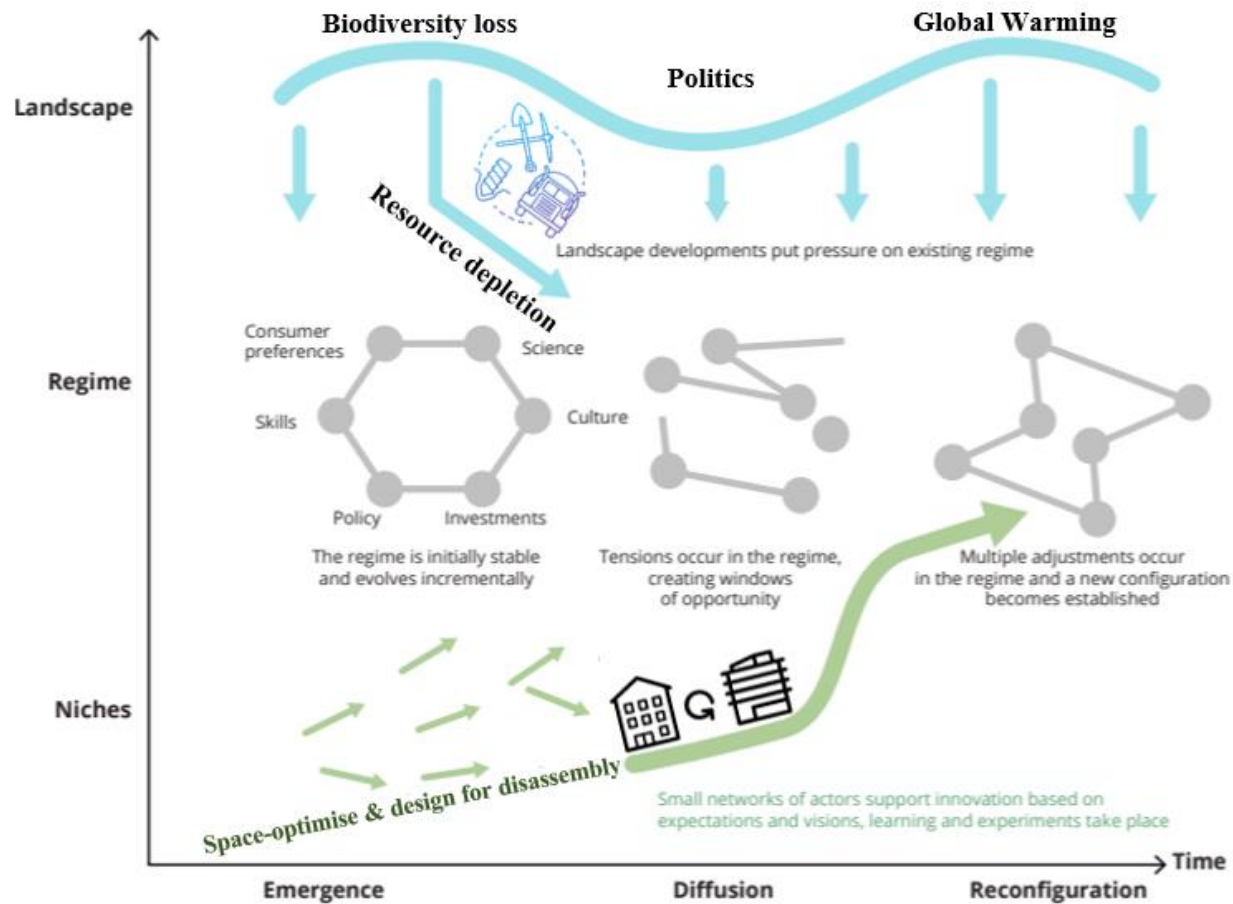 Biodiversity loss
Global Warming
Politics
Landscape
Resource depletion
Landscape developments put pressure on existing regime
Consumer
preferences
Science
Regime
Skills
Culture
Policy
Investments
The regime is initially stable
and evolves incrementally
Tensions occur in the regime,
creating windows
of opportunity
Multiple adjustments occur
in the regime and a new configuration
becomes established
Niches
Space-optimise & design for disassembly
Small networks of actors support innovation based on
expectations and visions, learning and experiments take place
Time
Emergence
Diffusion
Reconfiguration